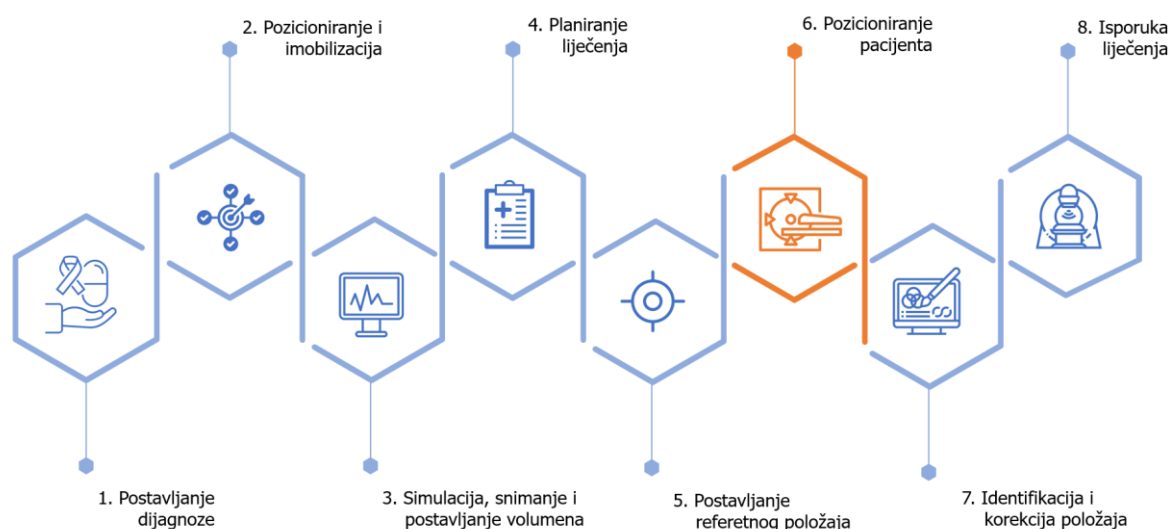 1. Postavljanje
dijagnoze
2. Pozicioniranje i
imobilizacija
3. Simulacija, snimanje i
postavljanje volumena
4. Planiranje
liječenja
5. Postavljanje
referetnog položaja
6. Pozicioniranje
pacijenta
7. Identifikacija i
korekcija položaja
8. Isporuka
liječenja